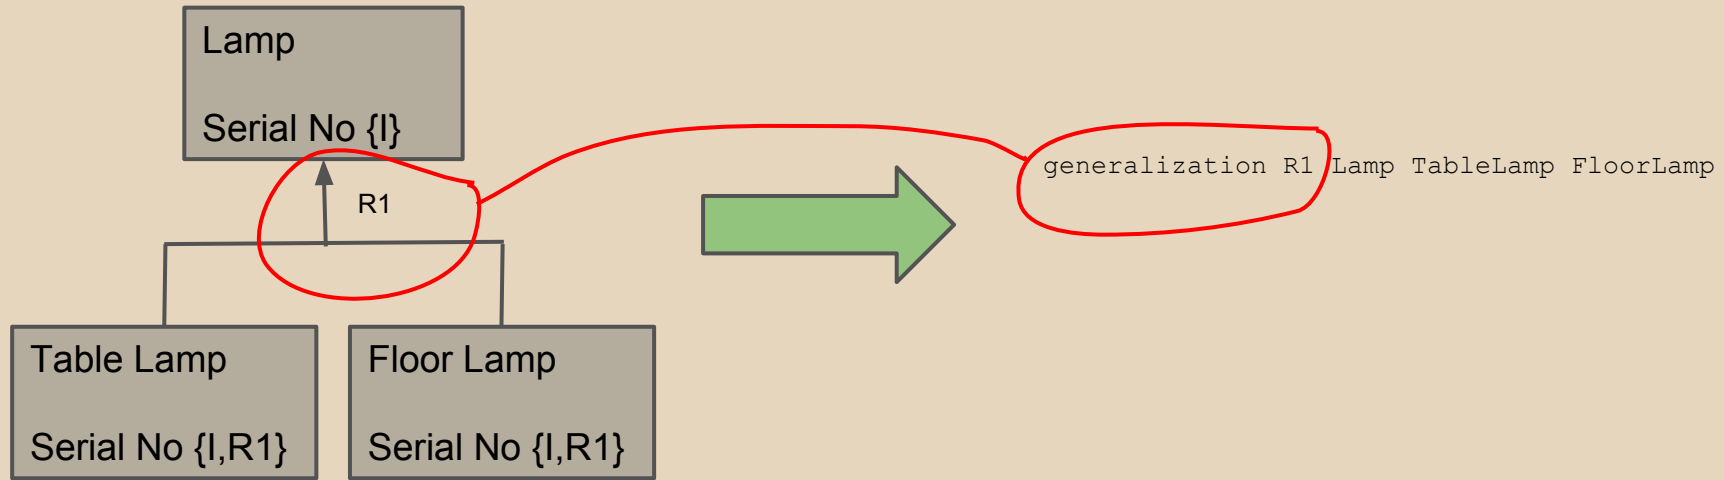 Lamp
Serial No {I}
R1
generalization R1 Lamp TableLamp FloorLamp
Table Lamp
Serial No {I,R1}
Floor Lamp
Serial No {I,R1}